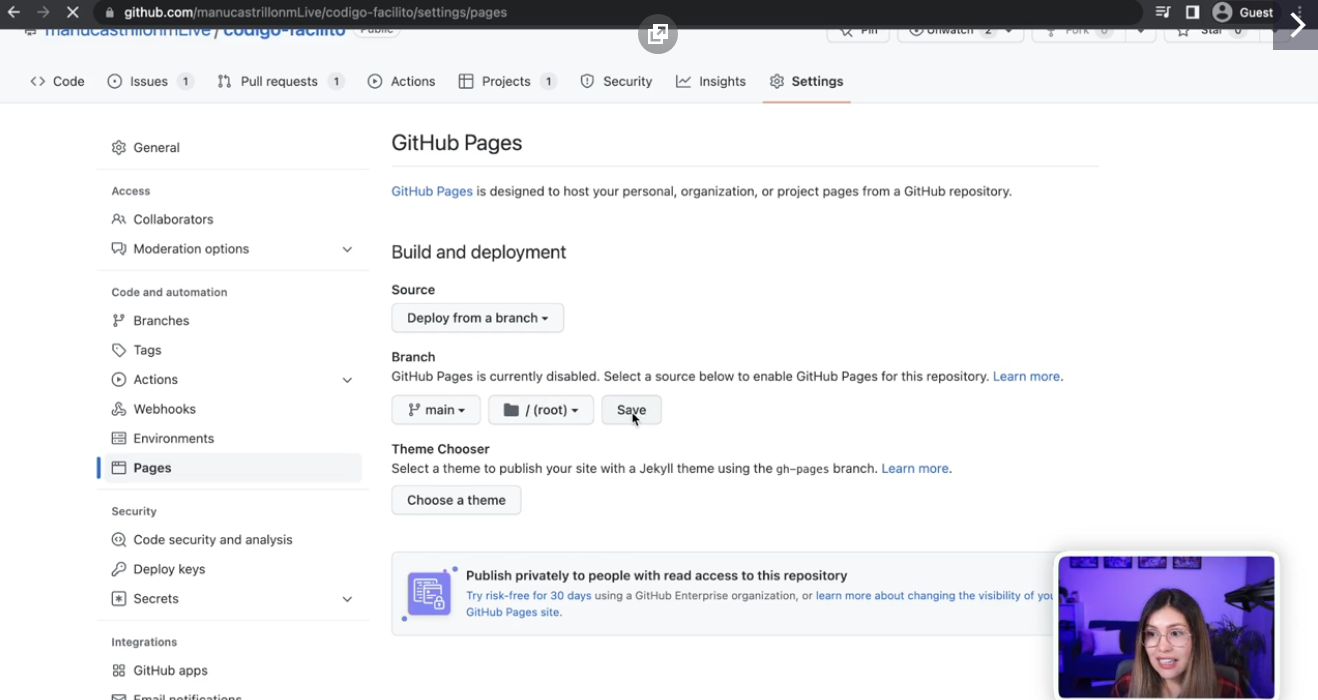 github.com/manucastrillonmLive/codigo-facilito/settings/pages
Guest
manucastrillonmLive / codigo-facilito Public
Pin Unwatch 2 Fork 0 Star 0
Code Issues 1 Pull requests 1 Actions Projects 1 Security Insights Settings
General
Access
Collaborators
Moderation options
Code and automation
Branches
Tags
Actions
Webhooks
Environments
Pages
Security
Code security and analysis
Deploy keys
Secrets
Integrations
GitHub apps
Email notifications
GitHub Pages
GitHub Pages is designed to host your personal, organization, or project pages from a GitHub repository.
Build and deployment
Source
Deploy from a branch
Branch
GitHub Pages is currently disabled. Select a source below to enable GitHub Pages for this repository. Learn more.
main / (root) Save
Theme Chooser
Select a theme to publish your site with a Jekyll theme using the gh-pages branch. Learn more.
Choose a theme
Publish privately to people with read access to this repository
Try risk-free for 30 days using a GitHub Enterprise organization, or learn more about changing the visibility of
GitHub Pages site.